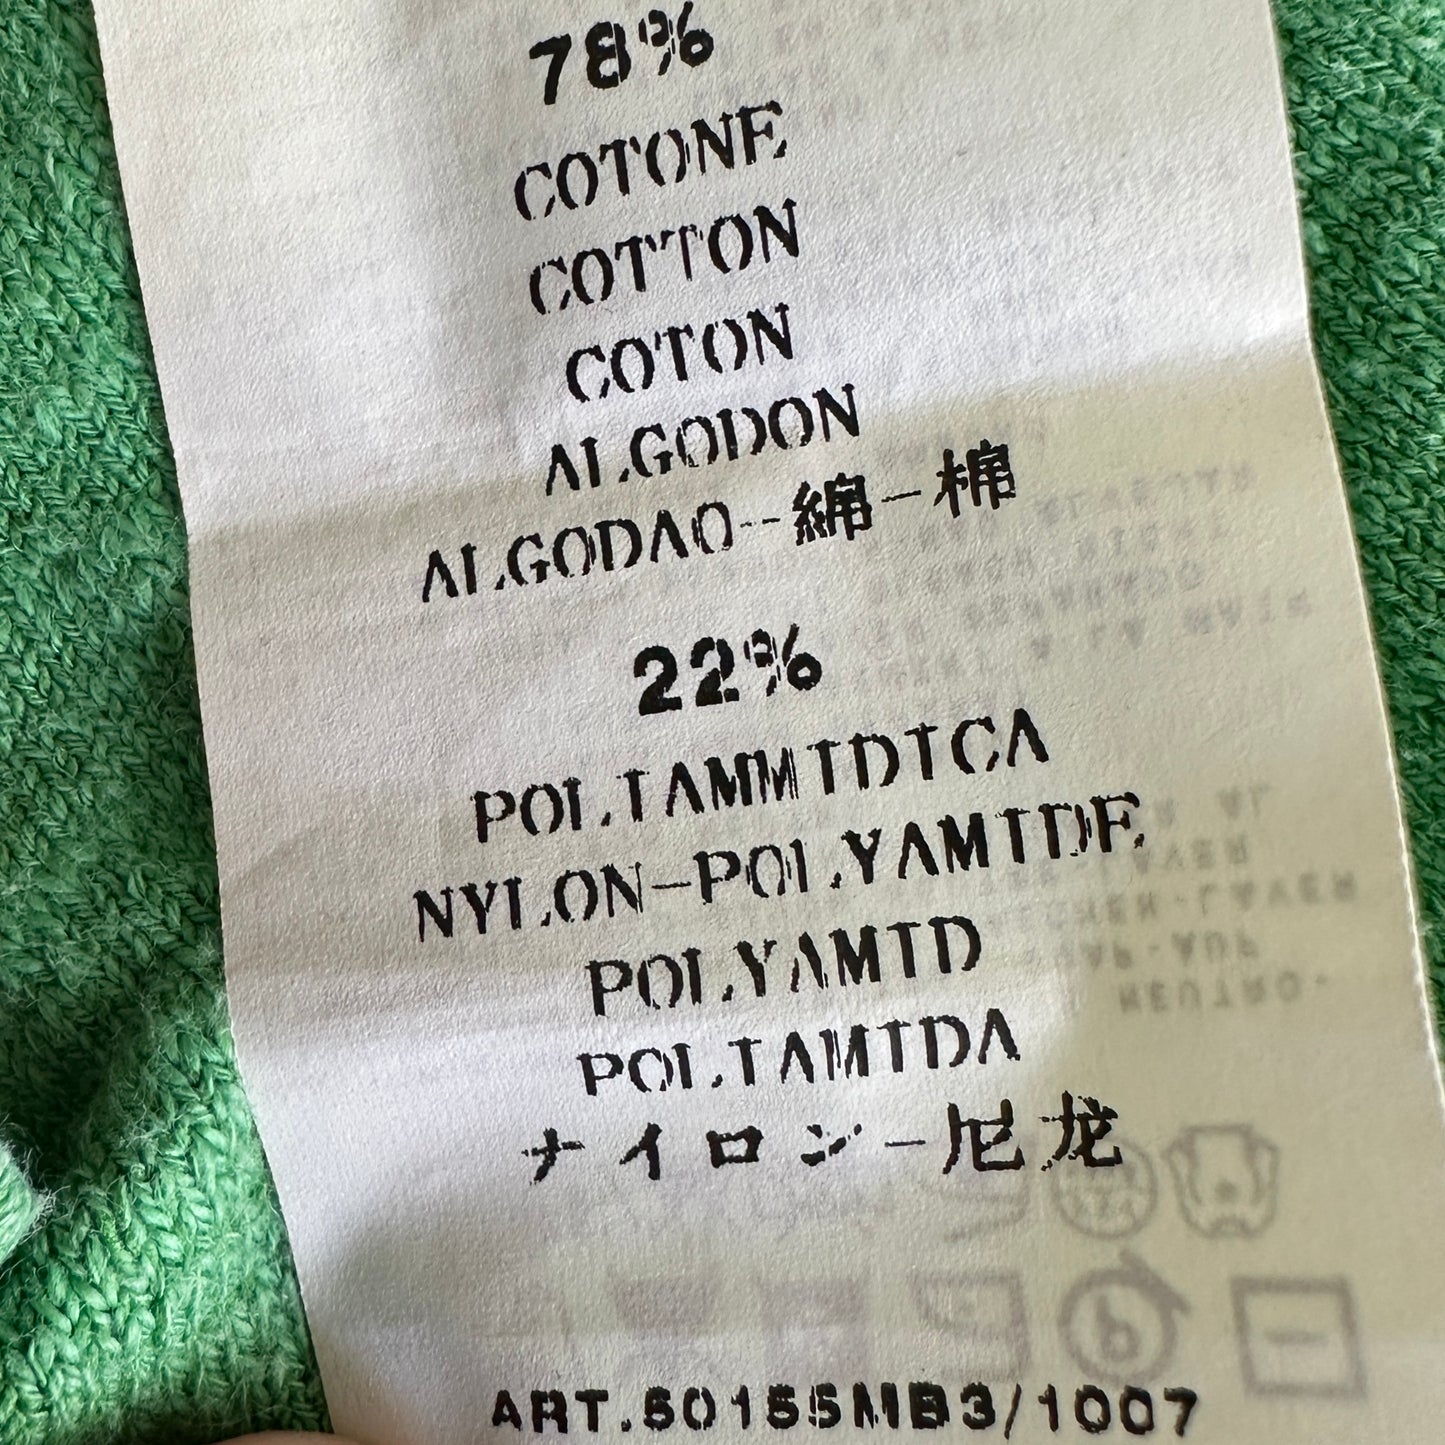 78%
COTONE
COTTON
COTON
ALGODON
ALGODAO-綿-棉
22%
POLIAMMIDICA
NYLON-POLYAMIDE
POLYAMID
POLIAMIDA
ナイロン-尼龙
ART.50155MB3/1007